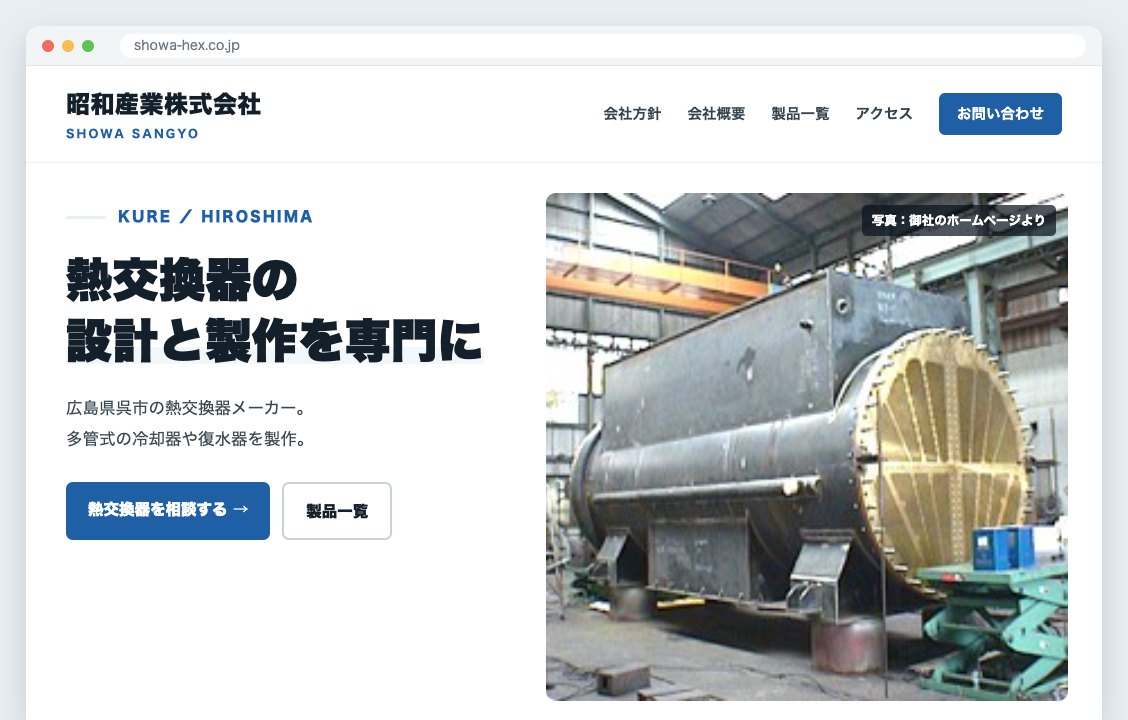 showa-hex.co.jp
昭和産業株式会社
SHOWA SANGYO
会社方針
会社概要
製品一覧
アクセス
お問い合わせ
KURE ／ HIROSHIMA
熱交換器の
設計と製作を専門に
広島県呉市の熱交換器メーカー。
多管式の冷却器や復水器を製作。
熱交換器を相談する →
製品一覧
写真：御社のホームページより